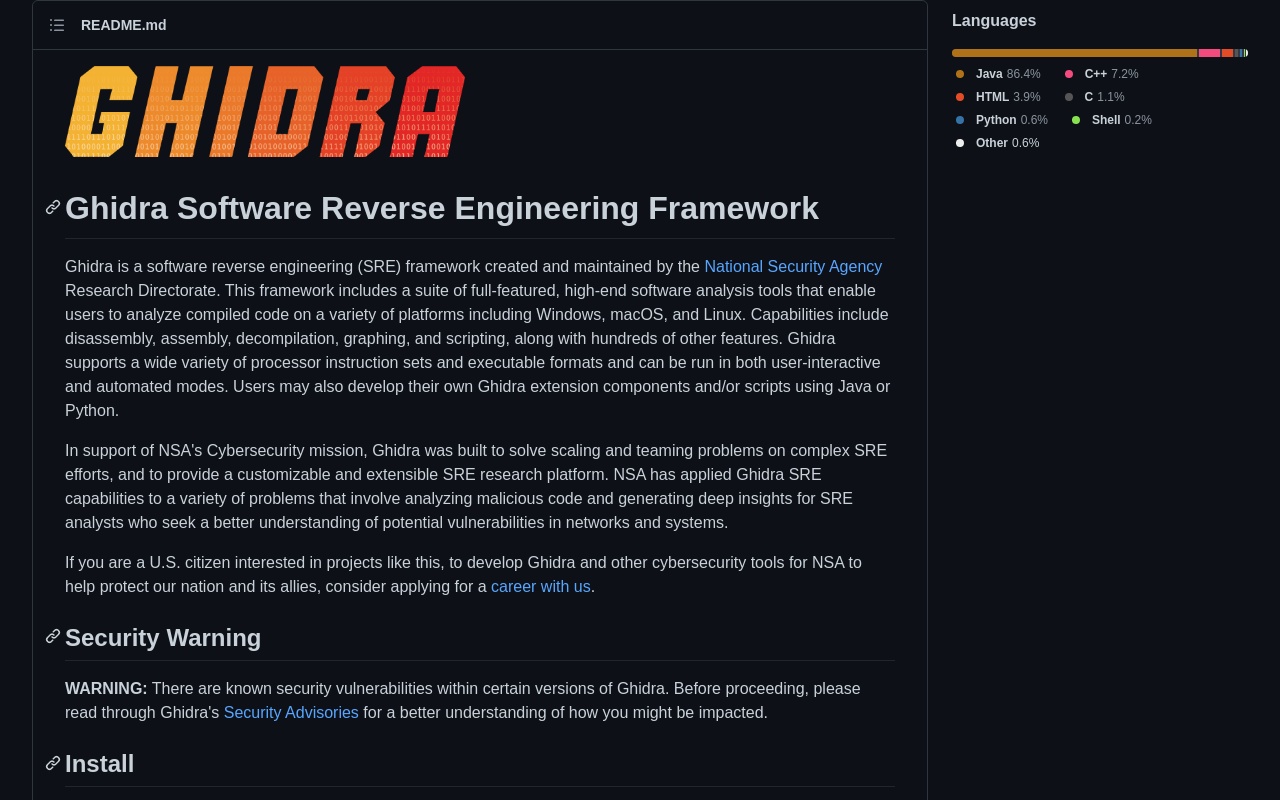 README.md
GHIDRA
Ghidra Software Reverse Engineering Framework
Ghidra is a software reverse engineering (SRE) framework created and maintained by the National Security Agency
Research Directorate. This framework includes a suite of full-featured, high-end software analysis tools that enable
users to analyze compiled code on a variety of platforms including Windows, macOS, and Linux. Capabilities include
disassembly, assembly, decompilation, graphing, and scripting, along with hundreds of other features. Ghidra
supports a wide variety of processor instruction sets and executable formats and can be run in both user-interactive
and automated modes. Users may also develop their own Ghidra extension components and/or scripts using Java or
Python.
In support of NSA's Cybersecurity mission, Ghidra was built to solve scaling and teaming problems on complex SRE
efforts, and to provide a customizable and extensible SRE research platform. NSA has applied Ghidra SRE
capabilities to a variety of problems that involve analyzing malicious code and generating deep insights for SRE
analysts who seek a better understanding of potential vulnerabilities in networks and systems.
If you are a U.S. citizen interested in projects like this, to develop Ghidra and other cybersecurity tools for NSA to
help protect our nation and its allies, consider applying for a career with us.
Security Warning
WARNING: There are known security vulnerabilities within certain versions of Ghidra. Before proceeding, please
read through Ghidra's Security Advisories for a better understanding of how you might be impacted.
Install
Languages
Java 86.4% C++ 7.2%
HTML 3.9% C 1.1%
Python 0.6% Shell 0.2%
Other 0.6%